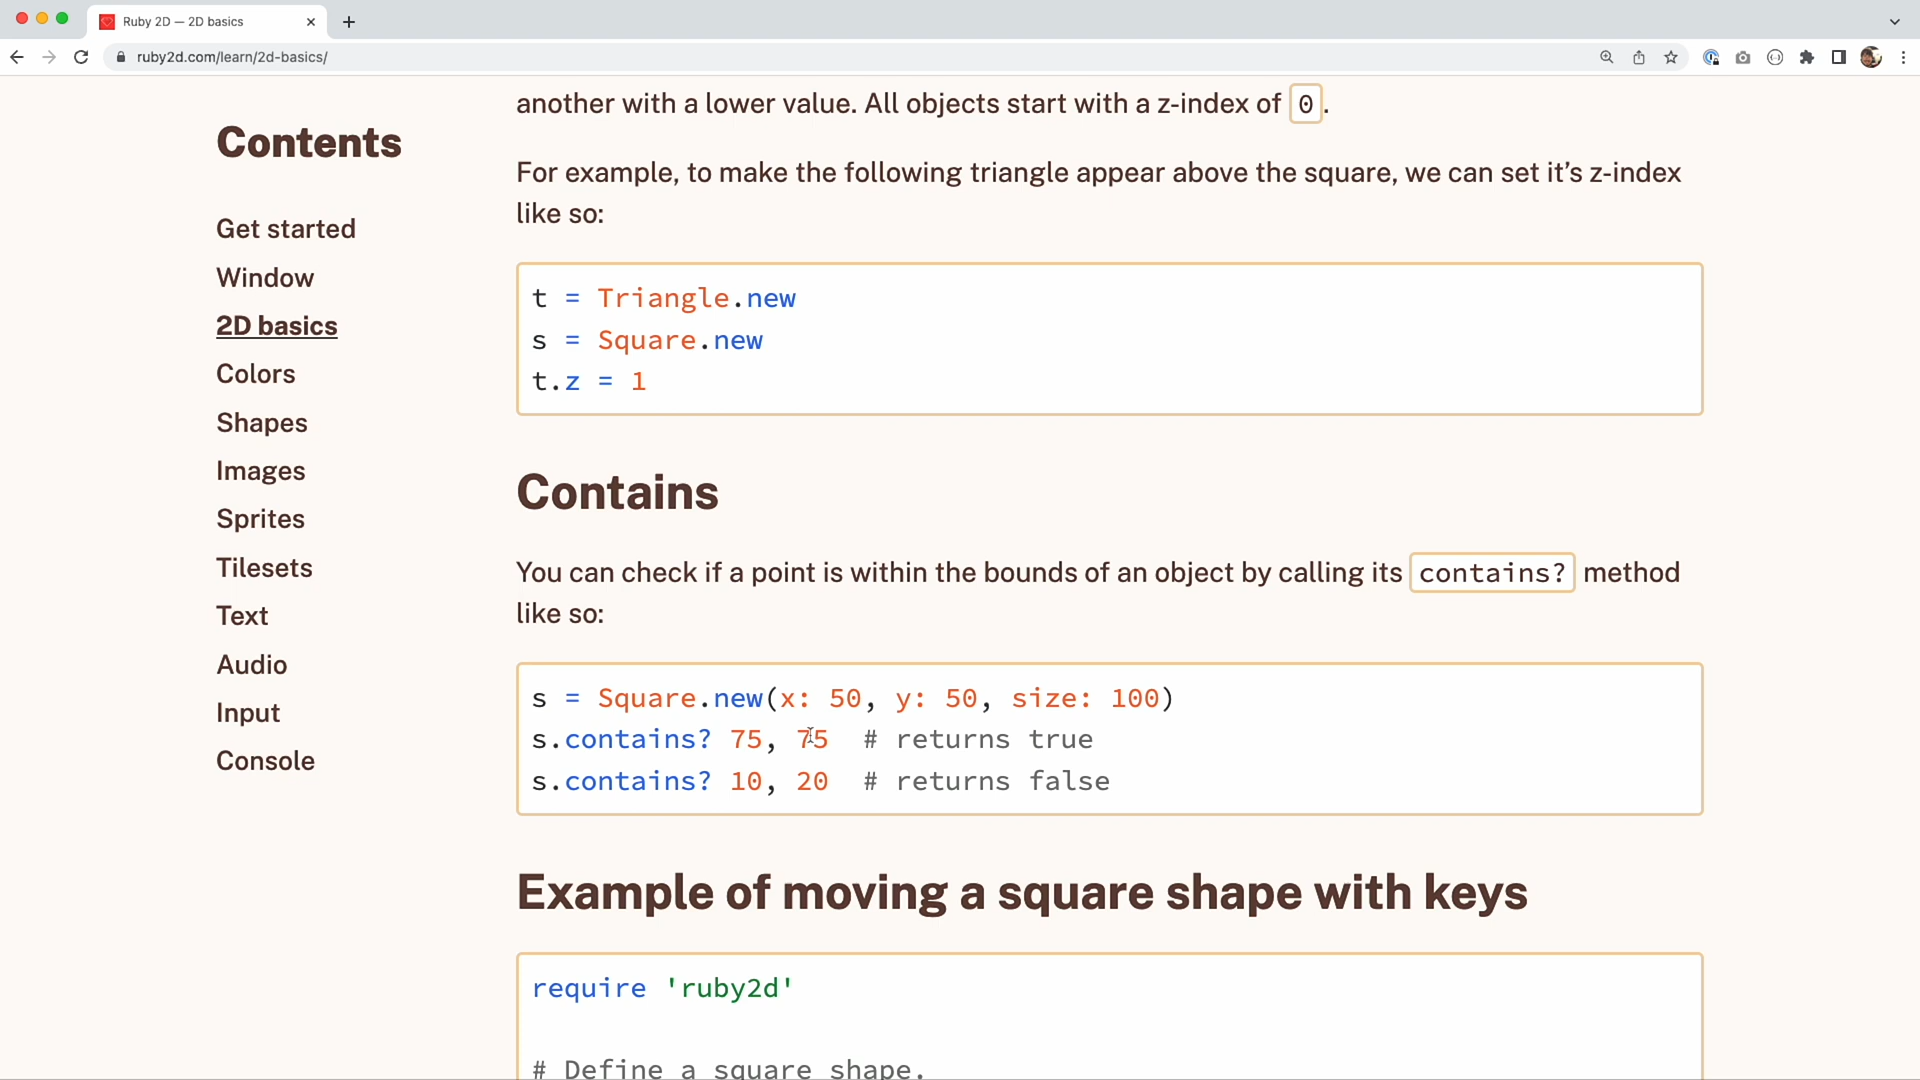 Ruby 2D — 2D basics
ruby2d.com/learn/2d-basics/
Contents
Get started
Window
2D basics
Colors
Shapes
Images
Sprites
Tilesets
Text
Audio
Input
Console
another with a lower value. All objects start with a z-index of 0.
For example, to make the following triangle appear above the square, we can set it’s z-index
like so:
t = Triangle.new
s = Square.new
t.z = 1
Contains
You can check if a point is within the bounds of an object by calling its contains? method
like so:
s = Square.new(x: 50, y: 50, size: 100)
s.contains? 75, 75  # returns true
s.contains? 10, 20  # returns false
Example of moving a square shape with keys
require 'ruby2d'
# Define a square shape.